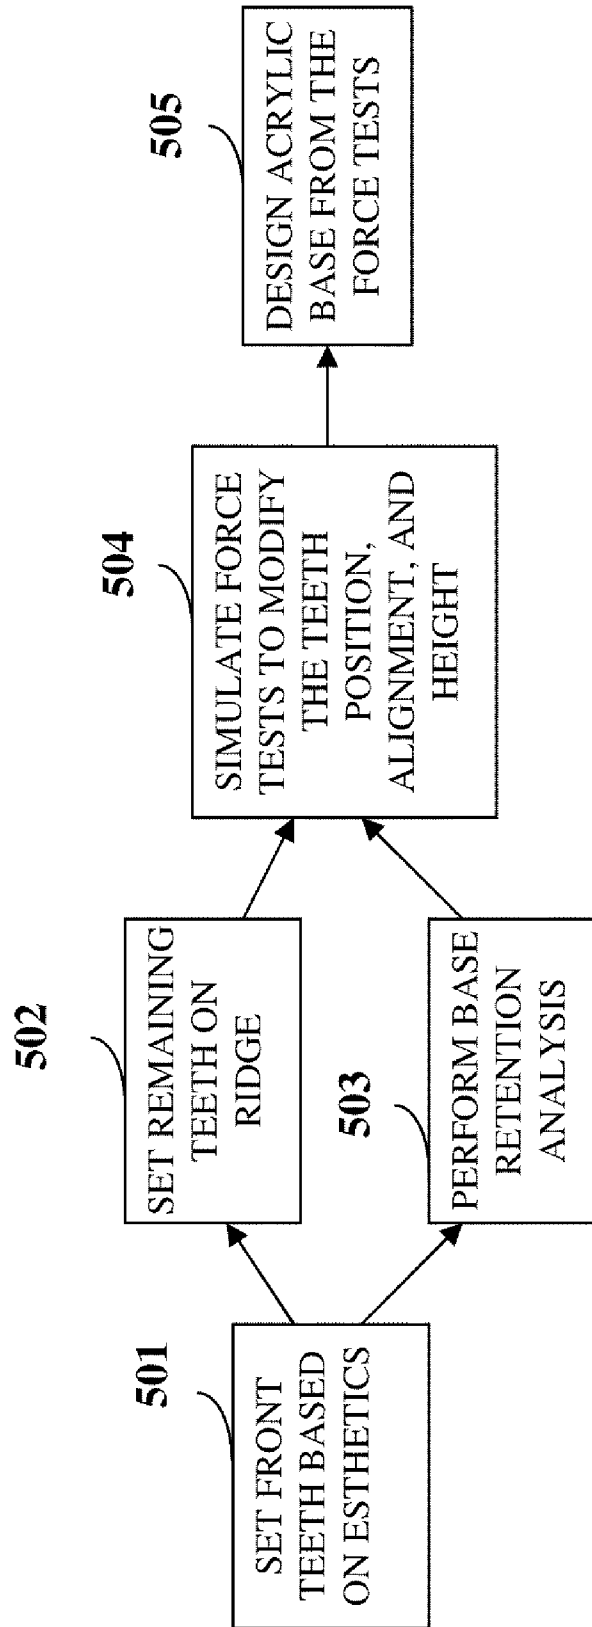 501
SET FRONT
TEETH BASED
ON ESTHETICS
502
SET REMAINING
TEETH ON
RIDGE
503
PERFORM BASE
RETENTION
ANALYSIS
504
SIMULATE FORCE
TESTS TO MODIFY
THE TEETH
POSITION,
ALIGNMENT, AND
HEIGHT
505
DESIGN ACRYLIC
BASE FROM THE
FORCE TESTS